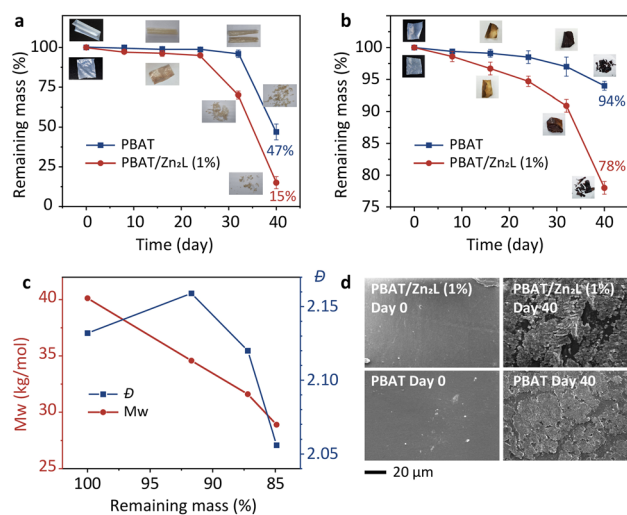 a
100
75
50
25
0
Remaining mass (%)
PBAT
PBAT/Zn₂L (1%)
47%
15%
0 10 20 30 40
Time (day)
b
100
95
90
85
80
75
Remaining mass (%)
94%
PBAT
PBAT/Zn₂L (1%)
78%
0 10 20 30 40
Time (day)
c
Đ
40
35
30
25
Mw (kg/mol)
2.15
2.10
2.05
Đ
Mw
100 95 90 85
Remaining mass (%)
d
PBAT/Zn₂L (1%)
Day 0
PBAT/Zn₂L (1%)
Day 40
PBAT Day 0
PBAT Day 40
20 μm